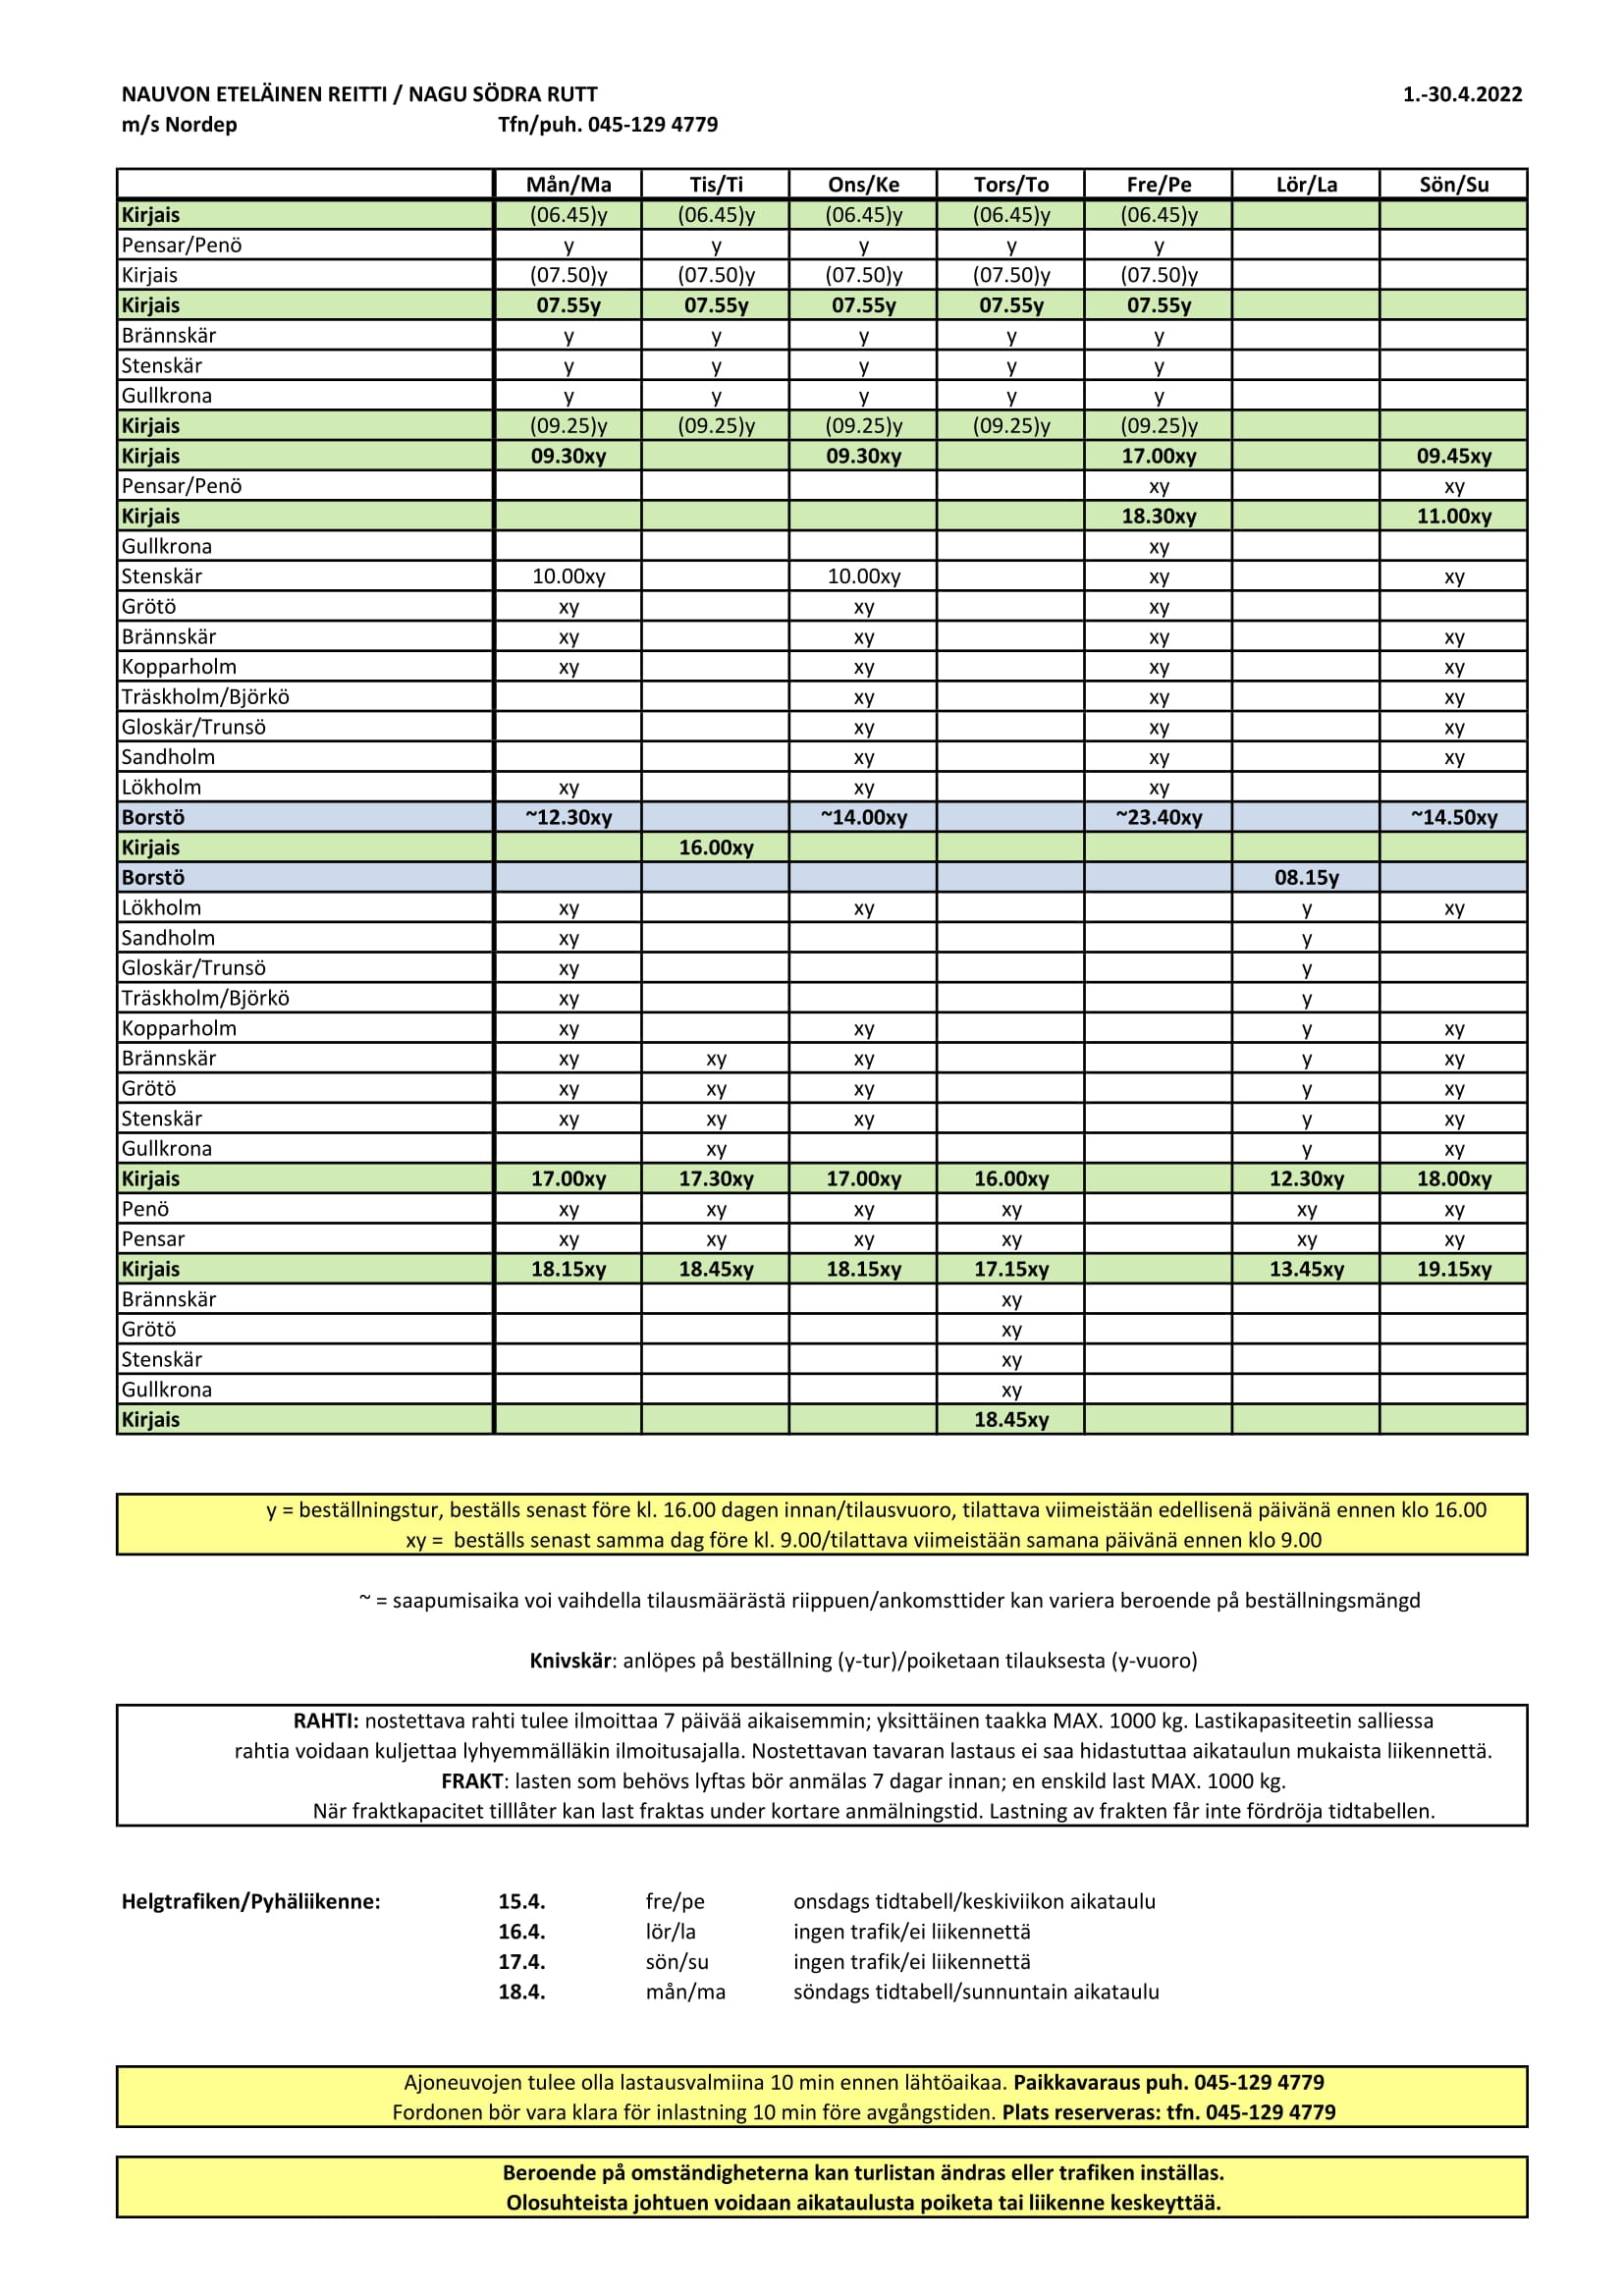 NAUVON ETELÄINEN REITTI / NAGU SÖDRA RUTT 1.-30.4.2022
m/s Nordep Tfn/puh. 045-129 4779
Mån/Ma Tis/Ti Ons/Ke Tors/To Fre/Pe Lör/La Sön/Su
Kirjais (06.45)y (06.45)y (06.45)y (06.45)y (06.45)y
Pensar/Penö y y y y y
Kirjais (07.50)y (07.50)y (07.50)y (07.50)y (07.50)y
Kirjais 07.55y 07.55y 07.55y 07.55y 07.55y
Brännskär y y y y y
Stenskär y y y y y
Gullkrona y y y y y
Kirjais (09.25)y (09.25)y (09.25)y (09.25)y (09.25)y
Kirjais 09.30xy 09.30xy 17.00xy 09.45xy
Pensar/Penö xy xy
Kirjais 18.30xy 11.00xy
Gullkrona xy
Stenskär 10.00xy 10.00xy xy xy
Grötö xy xy xy
Brännskär xy xy xy xy
Kopparholm xy xy xy xy
Träskholm/Björkö xy xy xy
Gloskär/Trunsö xy xy xy
Sandholm xy xy xy
Lökholm xy xy xy
Borstö ~12.30xy ~14.00xy ~23.40xy ~14.50xy
Kirjais 16.00xy
Borstö 08.15y
Lökholm xy xy y xy
Sandholm xy y
Gloskär/Trunsö xy y
Träskholm/Björkö xy y
Kopparholm xy xy y xy
Brännskär xy xy xy y xy
Grötö xy xy xy y xy
Stenskär xy xy xy y xy
Gullkrona xy y xy
Kirjais 17.00xy 17.30xy 17.00xy 16.00xy 12.30xy 18.00xy
Penö xy xy xy xy xy xy
Pensar xy xy xy xy xy xy
Kirjais 18.15xy 18.45xy 18.15xy 17.15xy 13.45xy 19.15xy
Brännskär xy
Grötö xy
Stenskär xy
Gullkrona xy
Kirjais 18.45xy
y = beställningstur, beställs senast före kl. 16.00 dagen innan/tilausvuoro, tilattava viimeistään edellisenä päivänä ennen klo 16.00
xy = beställs senast samma dag före kl. 9.00/tilattava viimeistään samana päivänä ennen klo 9.00
~ = saapumisaika voi vaihdella tilausmäärästä riippuen/ankomsttider kan variera beroende på beställningsmängd
Knivskär: anlöpes på beställning (y-tur)/poiketaan tilauksesta (y-vuoro)
RAHTI: nostettava rahti tulee ilmoittaa 7 päivää aikaisemmin; yksittäinen taakka MAX. 1000 kg. Lastikapasiteetin salliessa
rahtia voidaan kuljettaa lyhyemmälläkin ilmoitusajalla. Nostettavan tavaran lastaus ei saa hidastuttaa aikataulun mukaista liikennettä.
FRAKT: lasten som behövs lyftas bör anmälas 7 dagar innan; en enskild last MAX. 1000 kg.
När fraktkapacitet tilllåter kan last fraktas under kortare anmälningstid. Lastning av frakten får inte fördröja tidtabellen.
Helgtrafiken/Pyhäliikenne: 15.4. fre/pe onsdags tidtabell/keskiviikon aikataulu
16.4. lör/la ingen trafik/ei liikennettä
17.4. sön/su ingen trafik/ei liikennettä
18.4. mån/ma söndags tidtabell/sunnuntain aikataulu
Ajoneuvojen tulee olla lastausvalmiina 10 min ennen lähtöaikaa. Paikkavaraus puh. 045-129 4779
Fordonen bör vara klara för inlastning 10 min före avgångstiden. Plats reserveras: tfn. 045-129 4779
Beroende på omständigheterna kan turlistan ändras eller trafiken inställas.
Olosuhteista johtuen voidaan aikataulusta poiketa tai liikenne keskeyttää.